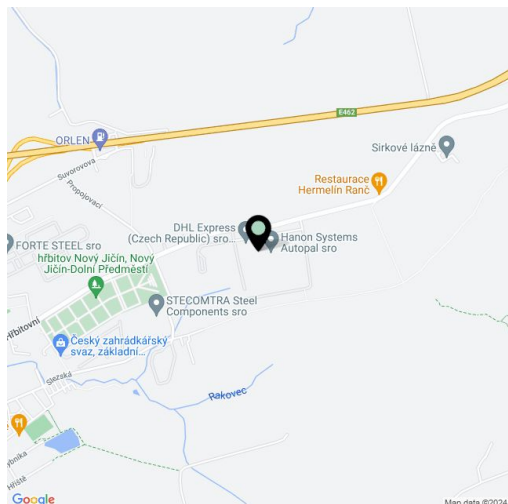 E462
ORLEN
Sirkové lázně
Suvorovova
Propojovací
Restaurace
Hermelín Ranč
DHL Express
(Czech Republic) sro...
Hanon Systems
Autopal sro
FORTE STEEL sro
hřbitov Nový Jičín, Nový
Jičín-Dolní Předměstí
STECOMTRA Steel
Components sro
Hřbitovní
Český zahrádkářský
svaz, základní...
Stezská
Rakovec
Hřiště
Google
Map data ©2024